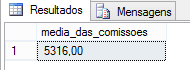 Resultados Mensagens
media_das_comissoes
1 5316,00